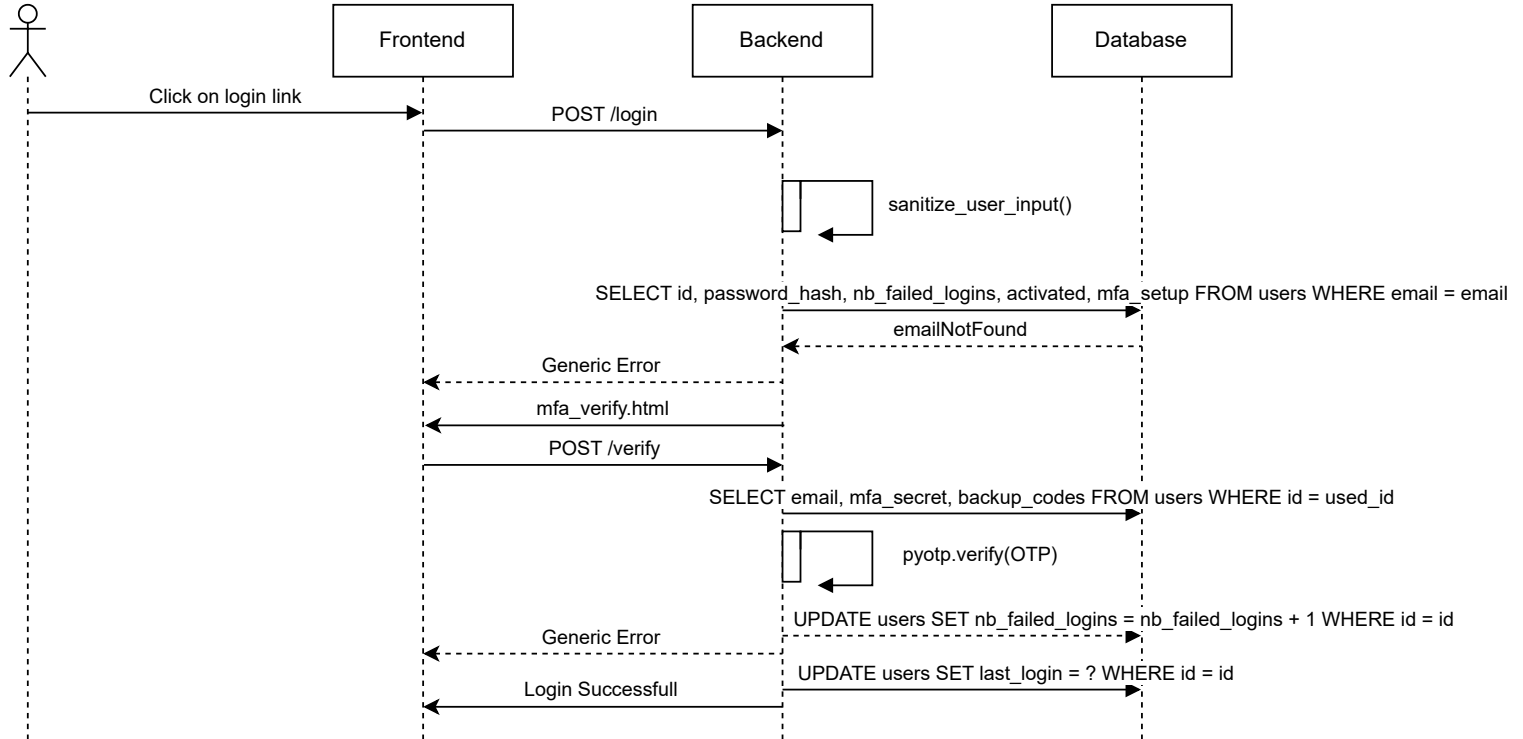 Frontend
Backend
Database
Click on login link
POST /login
sanitize_user_input()
SELECT id, password_hash, nb_failed_logins, activated, mfa_setup FROM users WHERE email = email
emailNotFound
Generic Error
mfa_verify.html
POST /verify
SELECT email, mfa_secret, backup_codes FROM users WHERE id = used_id
pyotp.verify(OTP)
UPDATE users SET nb_failed_logins = nb_failed_logins + 1 WHERE id = id
Generic Error
UPDATE users SET last_login = ? WHERE id = id
Login Successfull